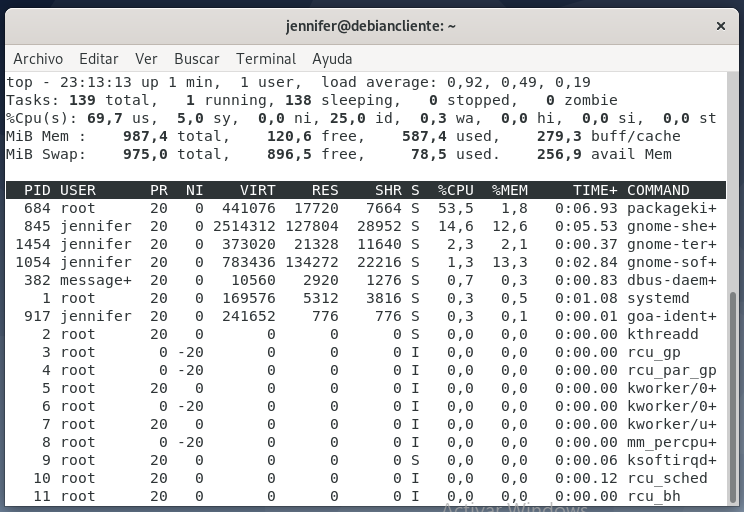 jennifer@debiancliente: ~ ×
Archivo Editar Ver Buscar Terminal Ayuda
top - 23:13:13 up 1 min,  1 user,  load average: 0,92, 0,49, 0,19
Tasks: 139 total,   1 running, 138 sleeping,   0 stopped,   0 zombie
%Cpu(s): 69,7 us,  5,0 sy,  0,0 ni, 25,0 id,  0,3 wa,  0,0 hi,  0,0 si,  0,0 st
MiB Mem :    987,4 total,    120,6 free,    587,4 used,    279,3 buff/cache
MiB Swap:    975,0 total,    896,5 free,     78,5 used.    256,9 avail Mem
PID USER      PR  NI    VIRT    RES    SHR S  %CPU  %MEM     TIME+ COMMAND
684 root      20   0  441076  17720   7664 S  53,5   1,8   0:06.93 packageki+
845 jennifer  20   0 2514312 127804  28952 S  14,6  12,6   0:05.53 gnome-she+
1454 jennifer  20   0  373020  21328  11640 S   2,3   2,1   0:00.37 gnome-ter+
1054 jennifer  20   0  783436 134272  22216 S   1,3  13,3   0:02.84 gnome-sof+
382 message+  20   0   10560   2920   1276 S   0,7   0,3   0:00.83 dbus-daem+
1 root      20   0  169576   5312   3816 S   0,3   0,5   0:01.08 systemd
917 jennifer  20   0  241652    776    776 S   0,3   0,1   0:00.01 goa-ident+
2 root      20   0       0      0      0 S   0,0   0,0   0:00.00 kthreadd
3 root       0 -20       0      0      0 I   0,0   0,0   0:00.00 rcu_gp
4 root       0 -20       0      0      0 I   0,0   0,0   0:00.00 rcu_par_gp
5 root      20   0       0      0      0 I   0,0   0,0   0:00.00 kworker/0+
6 root       0 -20       0      0      0 I   0,0   0,0   0:00.00 kworker/0+
7 root      20   0       0      0      0 I   0,0   0,0   0:00.00 kworker/u+
8 root       0 -20       0      0      0 I   0,0   0,0   0:00.00 mm_percpu+
9 root      20   0       0      0      0 S   0,0   0,0   0:00.06 ksoftirqd+
10 root      20   0       0      0      0 I   0,0   0,0   0:00.12 rcu_sched
11 root      20   0       0      0      0 I   0,0   0,0   0:00.00 rcu_bh
Activar Windows